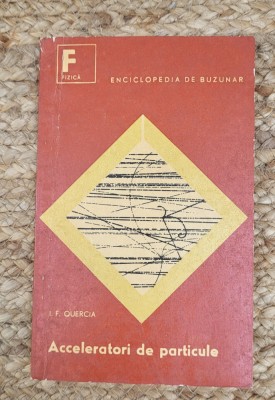 F
FIZICĂ
ENCICLOPEDIA DE BUZUNAR
I. F. QUERCIA
Acceleratori de particule